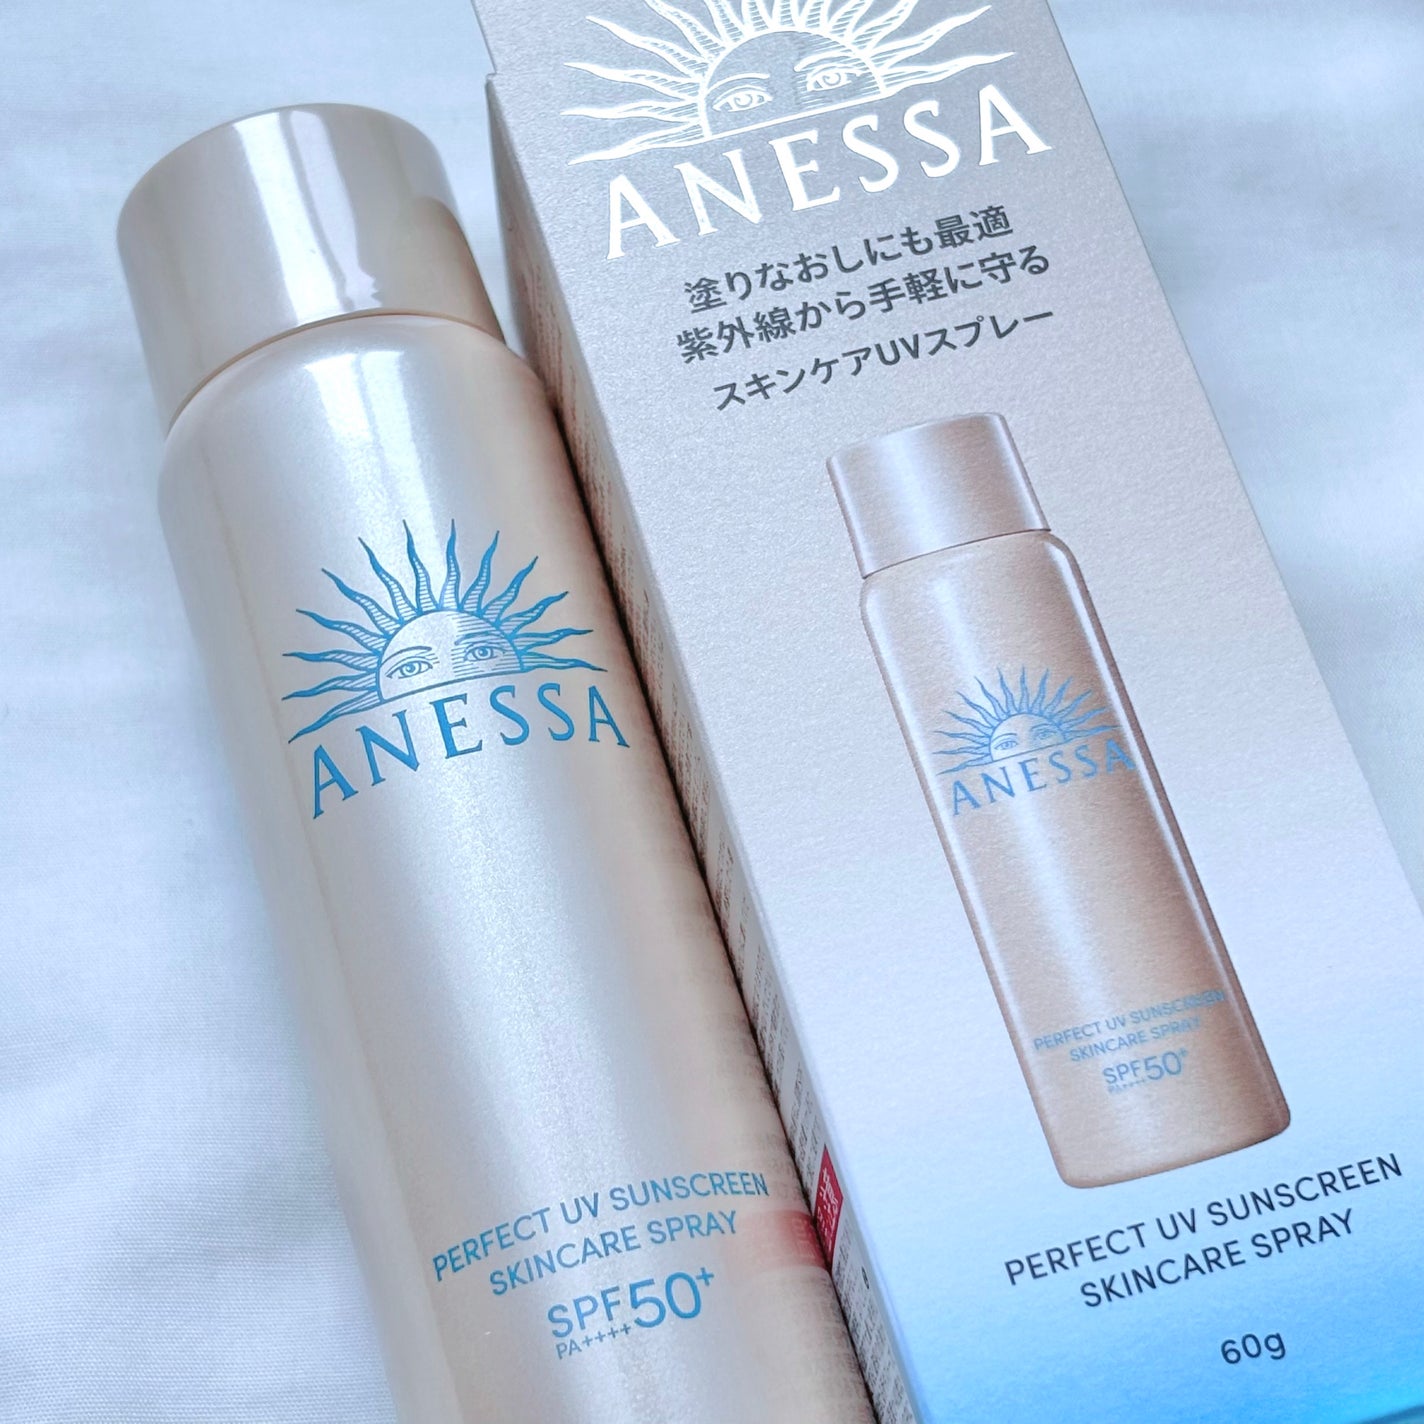 ANESSA
PERFECT UV SUNSCREEN
SKINCARE SPRAY
SPF50+
PA++++
ANESSA
塗りなおしにも最適
紫外線から手軽に守る
スキンケアUVスプレー
ANESSA
PERFECT UV SUNSCREEN
SKINCARE SPRAY
SPF50+
PA++++
PERFECT UV SUNSCREEN
SKINCARE SPRAY
60g